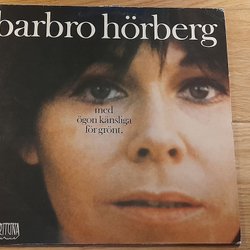 barbro hörberg
med
ögon känsliga
för grönt.